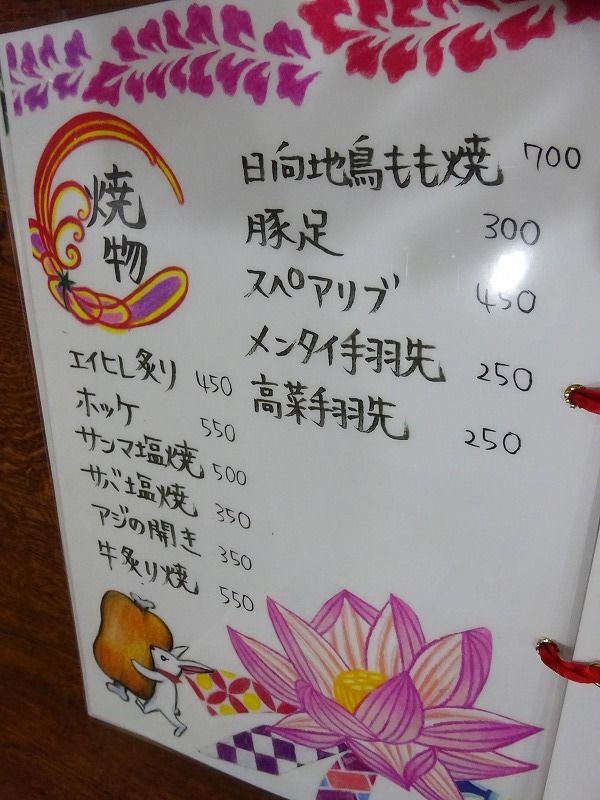 焼物
日向地鳥もも焼 700
豚足 300
スペアリブ 450
メンタイ手羽先 250
高菜手羽先 250
エイヒレ炙り 450
ホッケ 550
サンマ塩焼 500
サバ塩焼 350
アジの開き 350
牛炙り焼 550